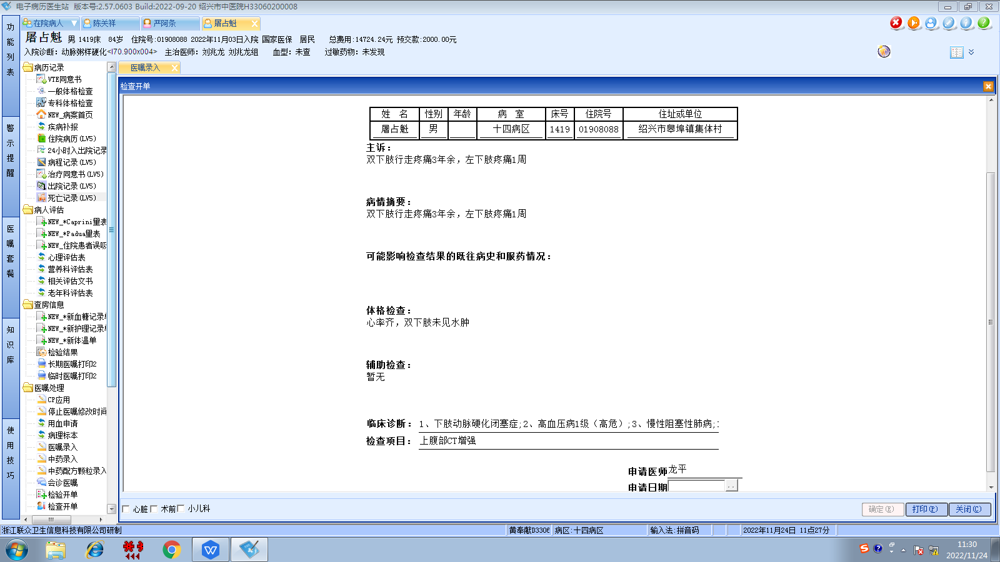 电子病历医生站 版本号:2.57.0603 Build:2022-09-20 绍兴市中医院H33060200008
在院病人
陈关祥
严阿条
屠占魁
屠占魁 男 1419床 84岁 住院号:01908088 2022年11月03日入院 国家医保 居民 总费用:14724.24元 预交款:2000.00元
入院诊断: 动脉粥样硬化<I70.900x004> 主治医师: 刘兆龙 刘兆龙组 血型: 未查 过敏药物: 未发现
功能列表
警示提醒
医嘱套餐
知识库
使用技巧
病历记录
VTE同意书
一般体格检查
专科体格检查
NEW_病案首页
疾病补报
住院病历(LV5)
24小时入出院记录
病程记录(LV5)
治疗同意书(LV5)
出院记录(LV5)
死亡记录(LV5)
病人评估
NEW_*Caprini量表
NEW_*Padua量表
NEW_住院患者误吸
心理评估表
营养科评估表
相关评估文书
老年科评估表
查房信息
NEW_*新血糖记录单
NEW_*新护理记录单
NEW_*新体温单
检验结果
长期医嘱打印2
临时医嘱打印2
医嘱处理
CP应用
停止医嘱修改时间
用血申请
病理标本
医嘱录入
中药录入
中药配方颗粒录入
会诊医嘱
检验开单
检查开单
医嘱录入
检查开单
姓 名 性别 年龄 病 室 床号 住院号 住址或单位
屠占魁 男 十四病区 1419 01908088 绍兴市皋埠镇集体村
主诉:
双下肢行走疼痛3年余，左下肢疼痛1周
病情摘要:
双下肢行走疼痛3年余，左下肢疼痛1周
可能影响检查结果的既往病史和服药情况:
体格检查:
心率齐，双下肢未见水肿
辅助检查:
暂无
临床诊断: 1、下肢动脉硬化闭塞症;2、高血压病1级（高危）;3、慢性阻塞性肺病;
检查项目: 上腹部CT增强
申请医师 龙平
申请日期 ..
心脏 术前 小儿科
确定(E) 打印(P) 关闭(C)
浙江联众卫生信息科技有限公司研制 黄奉献D330E 病区:十四病区 输入法:拼音码 2022年11月24日 11点27分
11:30
2022/11/24